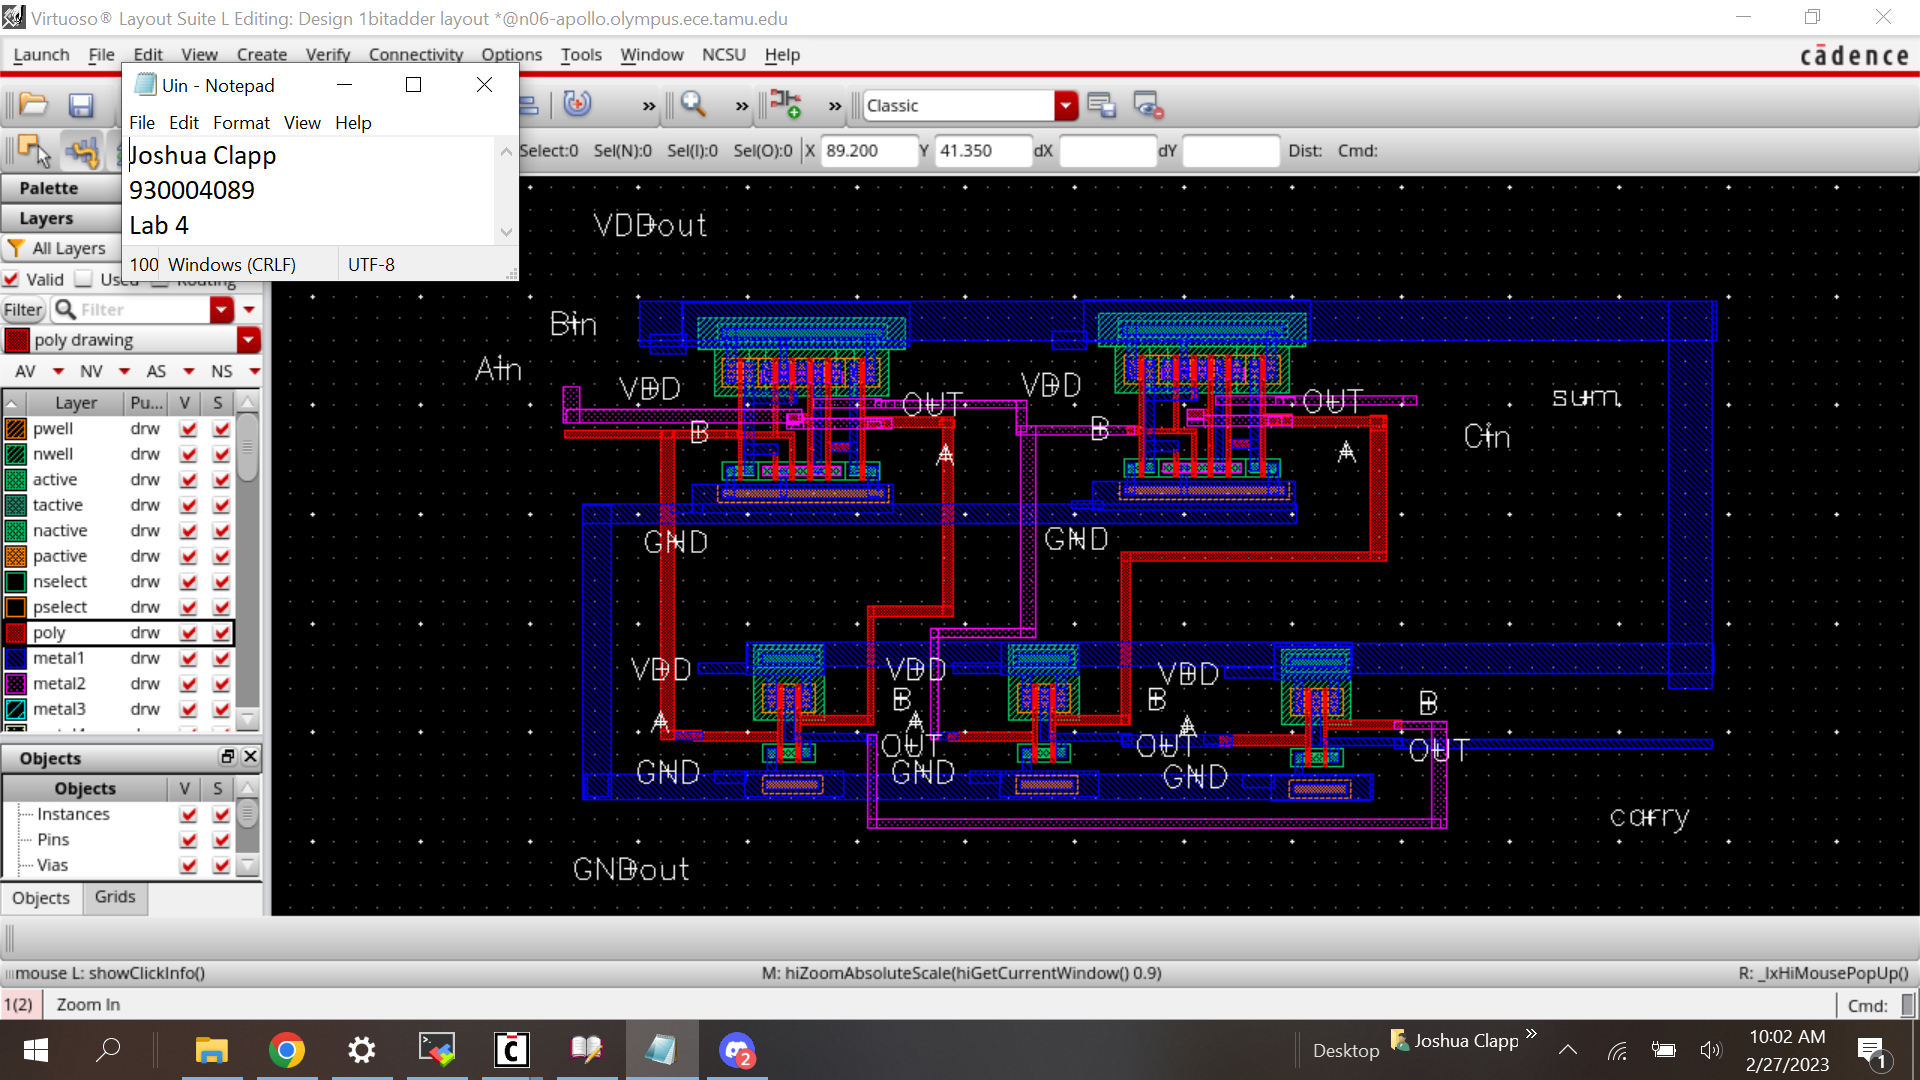 Virtuoso® Layout Suite L Editing: Design 1bitadder layout *@n06-apollo.olympus.ece.tamu.edu
Launch File Edit View Create Verify Connectivity Options Tools Window NCSU Help
cādence
Uin - Notepad
File Edit Format View Help
Joshua Clapp
930004089
Lab 4
100 Windows (CRLF) UTF-8
» » » Classic
Select:0 Sel(N):0 Sel(I):0 Sel(O):0 X 89.200 Y 41.350 dX dY Dist: Cmd:
Palette
Layers
All Layers
Valid Used Routing
Filter Filter
poly drawing
AV NV AS NS
Layer Pu... V S
pwell drw
nwell drw
active drw
tactive drw
nactive drw
pactive drw
nselect drw
pselect drw
poly drw
metal1 drw
metal2 drw
metal3 drw
Objects
Objects V S
Instances
Pins
Vias
Objects Grids
VDDout
Bin
Ain
VDD
OUT
B
A
GND
VDD
OUT
B
A
GND
sum
Cin
VDD
A
B
OUT
GND
VDD
A
B
OUT
GND
VDD
A
B
OUT
GND
carry
GNDout
mouse L: showClickInfo() M: hiZoomAbsoluteScale(hiGetCurrentWindow() 0.9) R: _lxHiMousePopUp()
1(2) Zoom In Cmd:
Desktop Joshua Clapp » 10:02 AM
2/27/2023
2
1